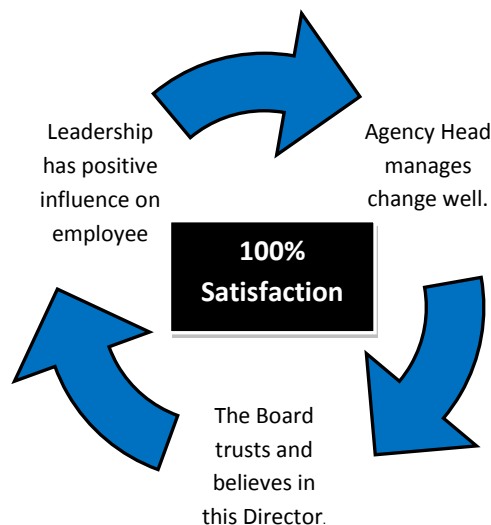 Leadership
has positive
influence on
employee
Agency Head
manages
change well.
100%
Satisfaction
The Board
trusts and
believes in
this Director.